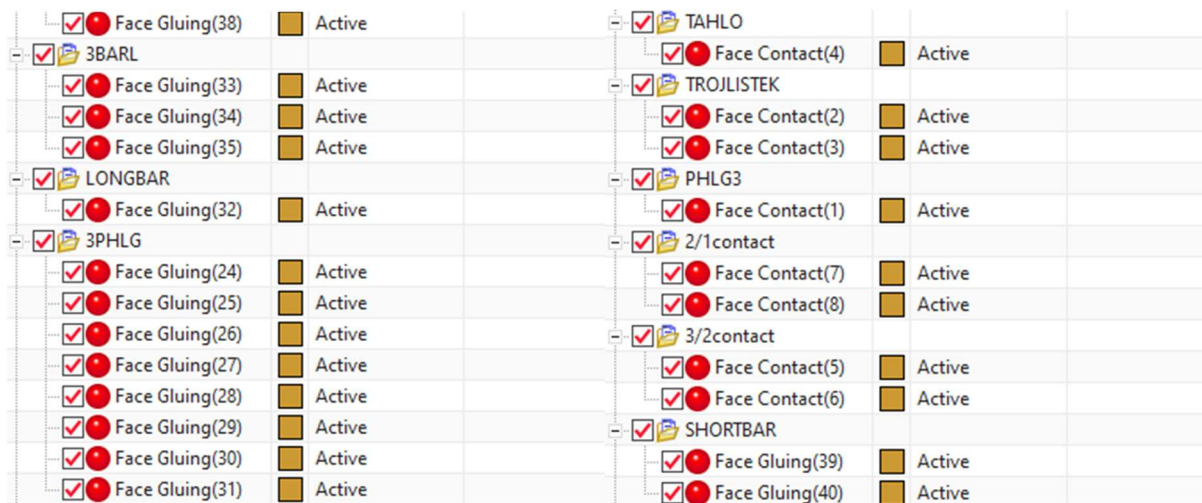 Face Gluing(38) Active
3BARL
Face Gluing(33) Active
Face Gluing(34) Active
Face Gluing(35) Active
LONGBAR
Face Gluing(32) Active
3PHLG
Face Gluing(24) Active
Face Gluing(25) Active
Face Gluing(26) Active
Face Gluing(27) Active
Face Gluing(28) Active
Face Gluing(29) Active
Face Gluing(30) Active
Face Gluing(31) Active
TAHLO
Face Contact(4) Active
TROJLISTEK
Face Contact(2) Active
Face Contact(3) Active
PHLG3
Face Contact(1) Active
2/1contact
Face Contact(7) Active
Face Contact(8) Active
3/2contact
Face Contact(5) Active
Face Contact(6) Active
SHORTBAR
Face Gluing(39) Active
Face Gluing(40) Active